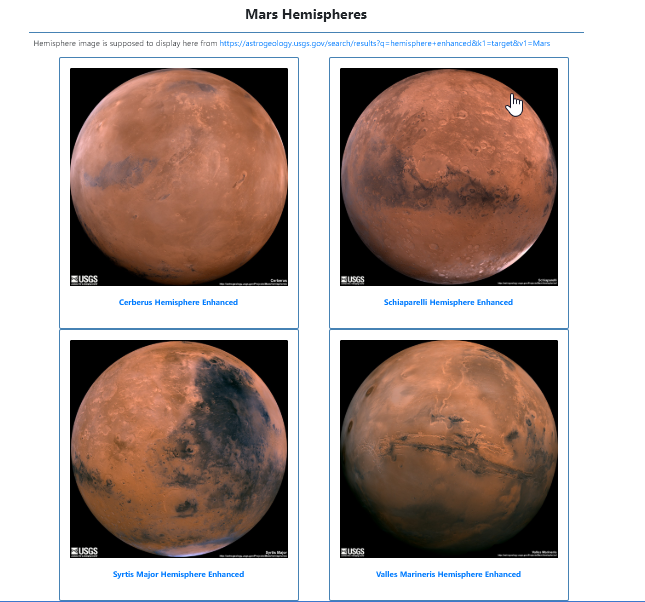 Mars Hemispheres
Hemisphere image is supposed to display here from https://astrogeology.usgs.gov/search/results?q=hemisphere+enhanced&k1=target&v1=Mars
USGS
Cerberus
USGS
Schiaparelli
Cerberus Hemisphere Enhanced
Schiaparelli Hemisphere Enhanced
USGS
Syrtis Major
USGS
Valles Marineris
Syrtis Major Hemisphere Enhanced
Valles Marineris Hemisphere Enhanced